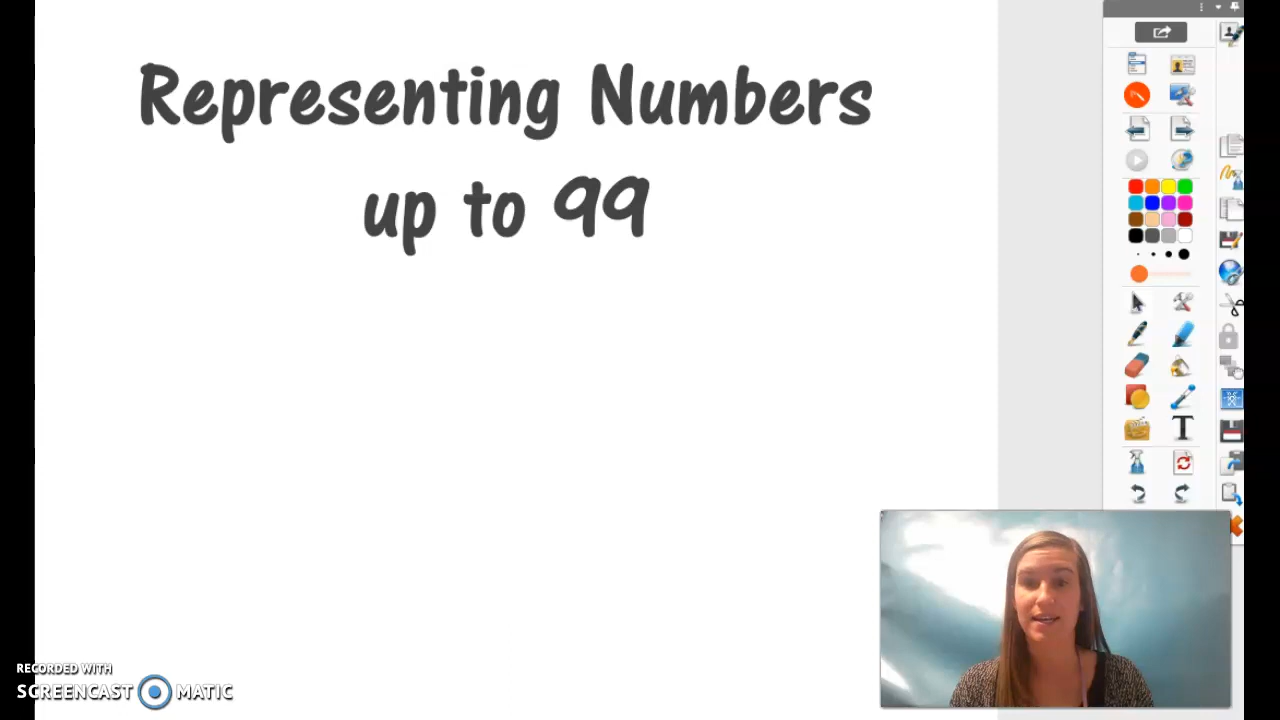 Representing Numbers
up to 99
RECORDED WITH
SCREENCAST MATIC